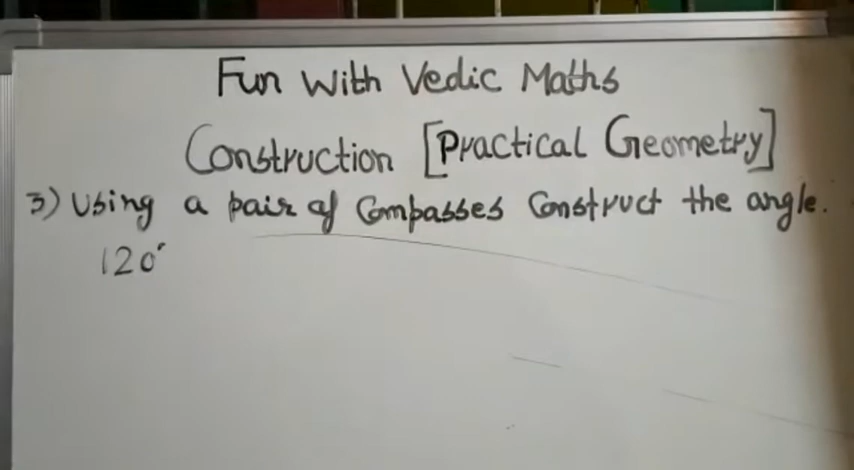 Fun With Vedic Maths
Construction [Practical Geometry]
3) Using a pair of Compasses Construct the angle.
120°